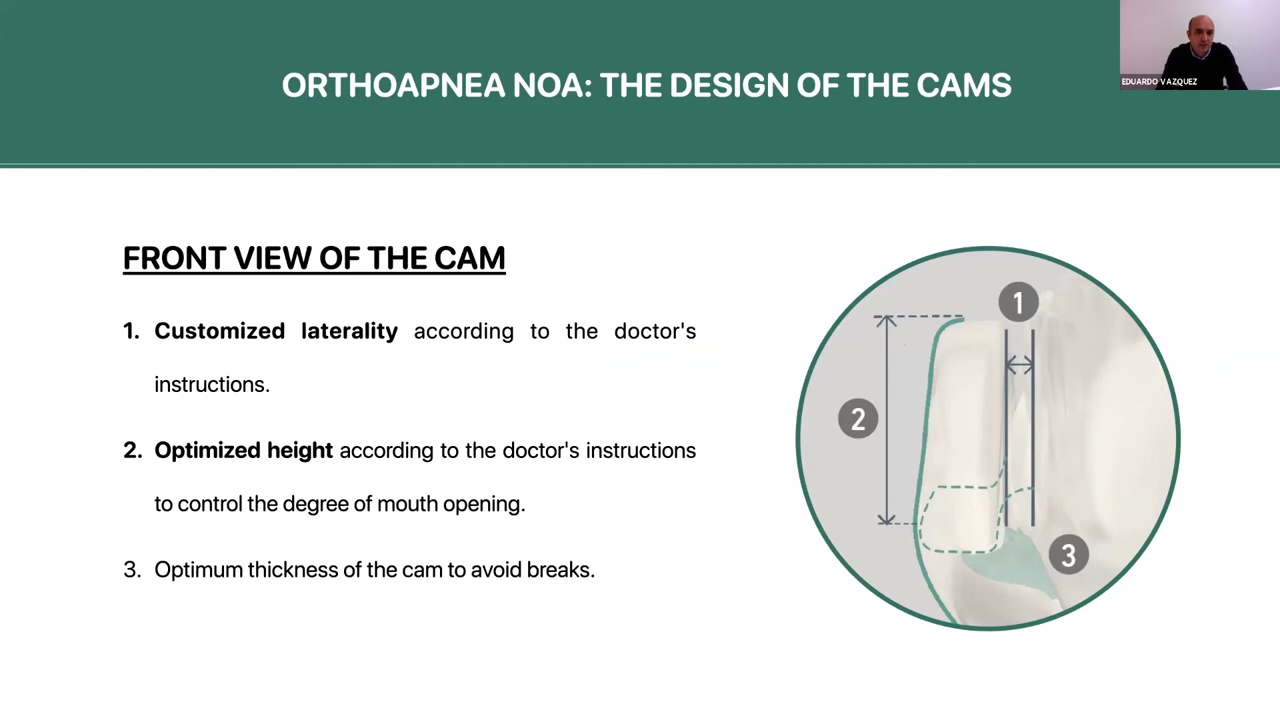 ORTHOAPNEA NOA: THE DESIGN OF THE CAMS
EDUARDO VAZQUEZ
FRONT VIEW OF THE CAM
1. Customized laterality according to the doctor's
instructions.
2. Optimized height according to the doctor's instructions
to control the degree of mouth opening.
3. Optimum thickness of the cam to avoid breaks.
1
2
3